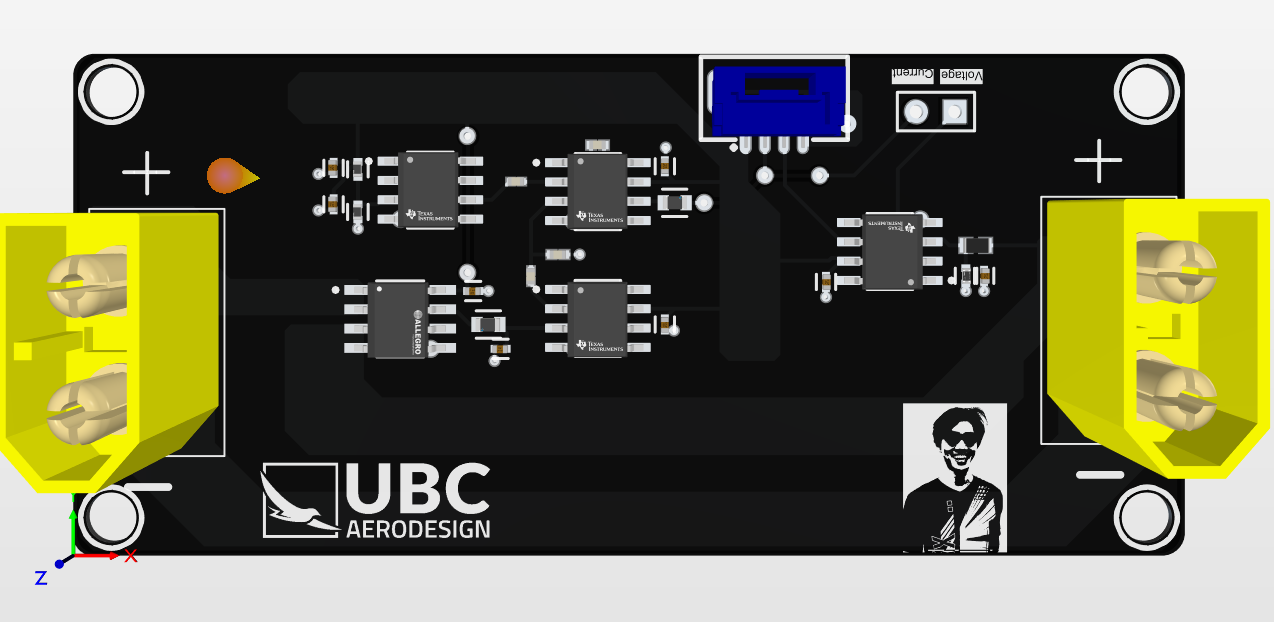 Current Voltage
TEXAS
INSTRUMENTS
TEXAS
INSTRUMENTS
TEXAS
INSTRUMENTS
ALLEGRO
TEXAS
INSTRUMENTS
UBC
AERODESIGN
X
Z